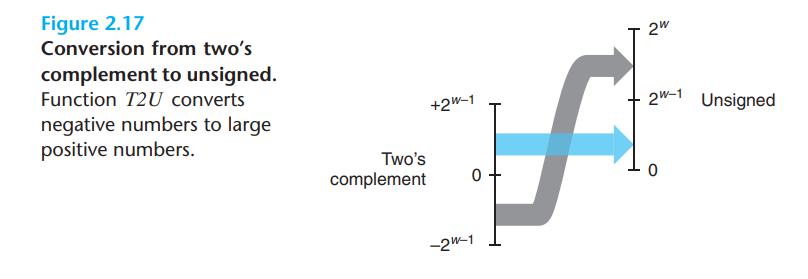 Figure 2.17
Conversion from two's
complement to unsigned.
Function T2U converts
negative numbers to large
positive numbers.
2^w
+2^w–1
2^w–1 Unsigned
Two's
complement
0
0
–2^w–1